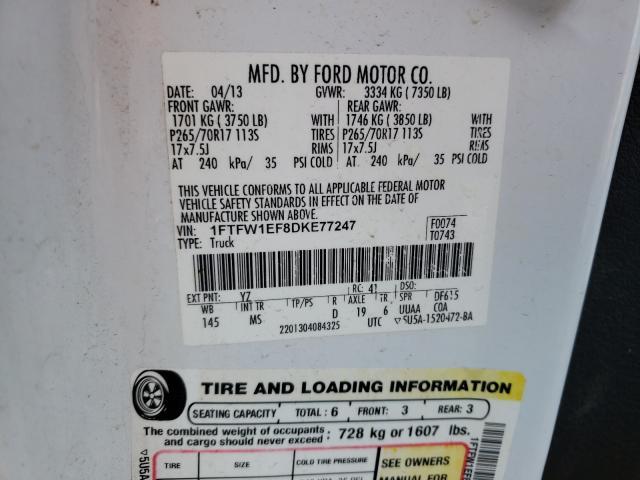 MFD. BY FORD MOTOR CO.
DATE: 04/13 GVWR: 3334 KG ( 7350 LB)
FRONT GAWR: REAR GAWR:
1701 KG ( 3750 LB) WITH 1746 KG ( 3850 LB) WITH
P265/70R17 113S TIRES P265/70R17 113S TIRES
17x7.5J RIMS 17x7.5J RIMS
AT 240 kPa/ 35 PSI COLD AT 240 kPa/ 35 PSI COLD
THIS VEHICLE CONFORMS TO ALL APPLICABLE FEDERAL MOTOR
VEHICLE SAFETY STANDARDS IN EFFECT ON THE DATE OF
MANUFACTURE SHOWN ABOVE.
VIN: 1FTFW1EF8DKE77247 F0074
TYPE: Truck T0743
EXT PNT: YZ RC: 41 DSO:
WB INT TR TP/PS R AXLE TR SPR DF615
145 MS D 19 6 UUAA COA
2201304084325 UTC ▽5U5A-1520472-BA
TIRE AND LOADING INFORMATION
SEATING CAPACITY TOTAL : 6 FRONT: 3 REAR: 3
The combined weight of occupants and cargo should never exceed : 728 kg or 1607 lbs.
TIRE SIZE COLD TIRE PRESSURE SEE OWNERS
MANUAL FOR
▽5U5A